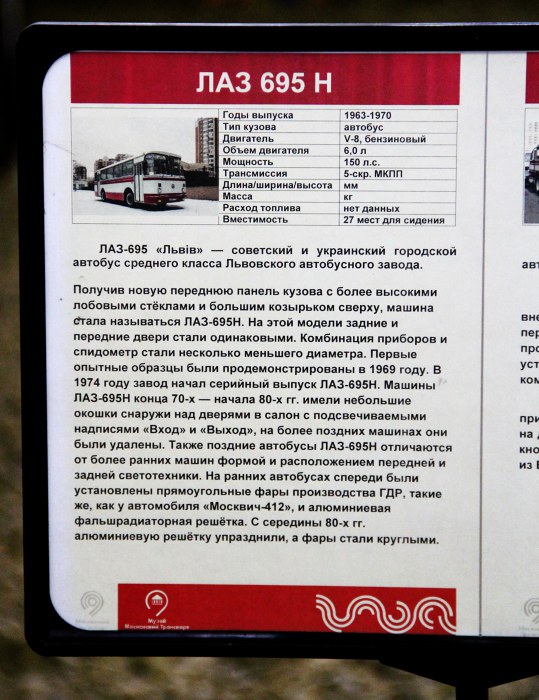 ЛАЗ 695 Н
Годы выпуска 1963-1970
Тип кузова автобус
Двигатель V-8, бензиновый
Объем двигателя 6,0 л
Мощность 150 л.с.
Трансмиссия 5-скр. МКПП
Длина/ширина/высота мм
Масса кг
Расход топлива нет данных
Вместимость 27 мест для сидения
ЛАЗ-695 «Львів» — советский и украинский городской
автобус среднего класса Львовского автобусного завода.
Получив новую переднюю панель кузова с более высокими
лобовыми стёклами и большим козырьком сверху, машина
стала называться ЛАЗ-695Н. На этой модели задние и
передние двери стали одинаковыми. Комбинация приборов и
спидометр стали несколько меньшего диаметра. Первые
опытные образцы были продемонстрированы в 1969 году. В
1974 году завод начал серийный выпуск ЛАЗ-695Н. Машины
ЛАЗ-695Н конца 70-х — начала 80-х гг. имели небольшие
окошки снаружи над дверями в салон с подсвечиваемыми
надписями «Вход» и «Выход», на более поздних машинах они
были удалены. Также поздние автобусы ЛАЗ-695Н отличаются
от более ранних машин формой и расположением передней и
задней светотехники. На ранних автобусах спереди были
установлены прямоугольные фары производства ГДР, такие
же, как у автомобиля «Москвич-412», и алюминиевая
фальшрадиаторная решётка. С середины 80-х гг.
алюминиевую решётку упразднили, а фары стали круглыми.
Музей
Московский Транспорт